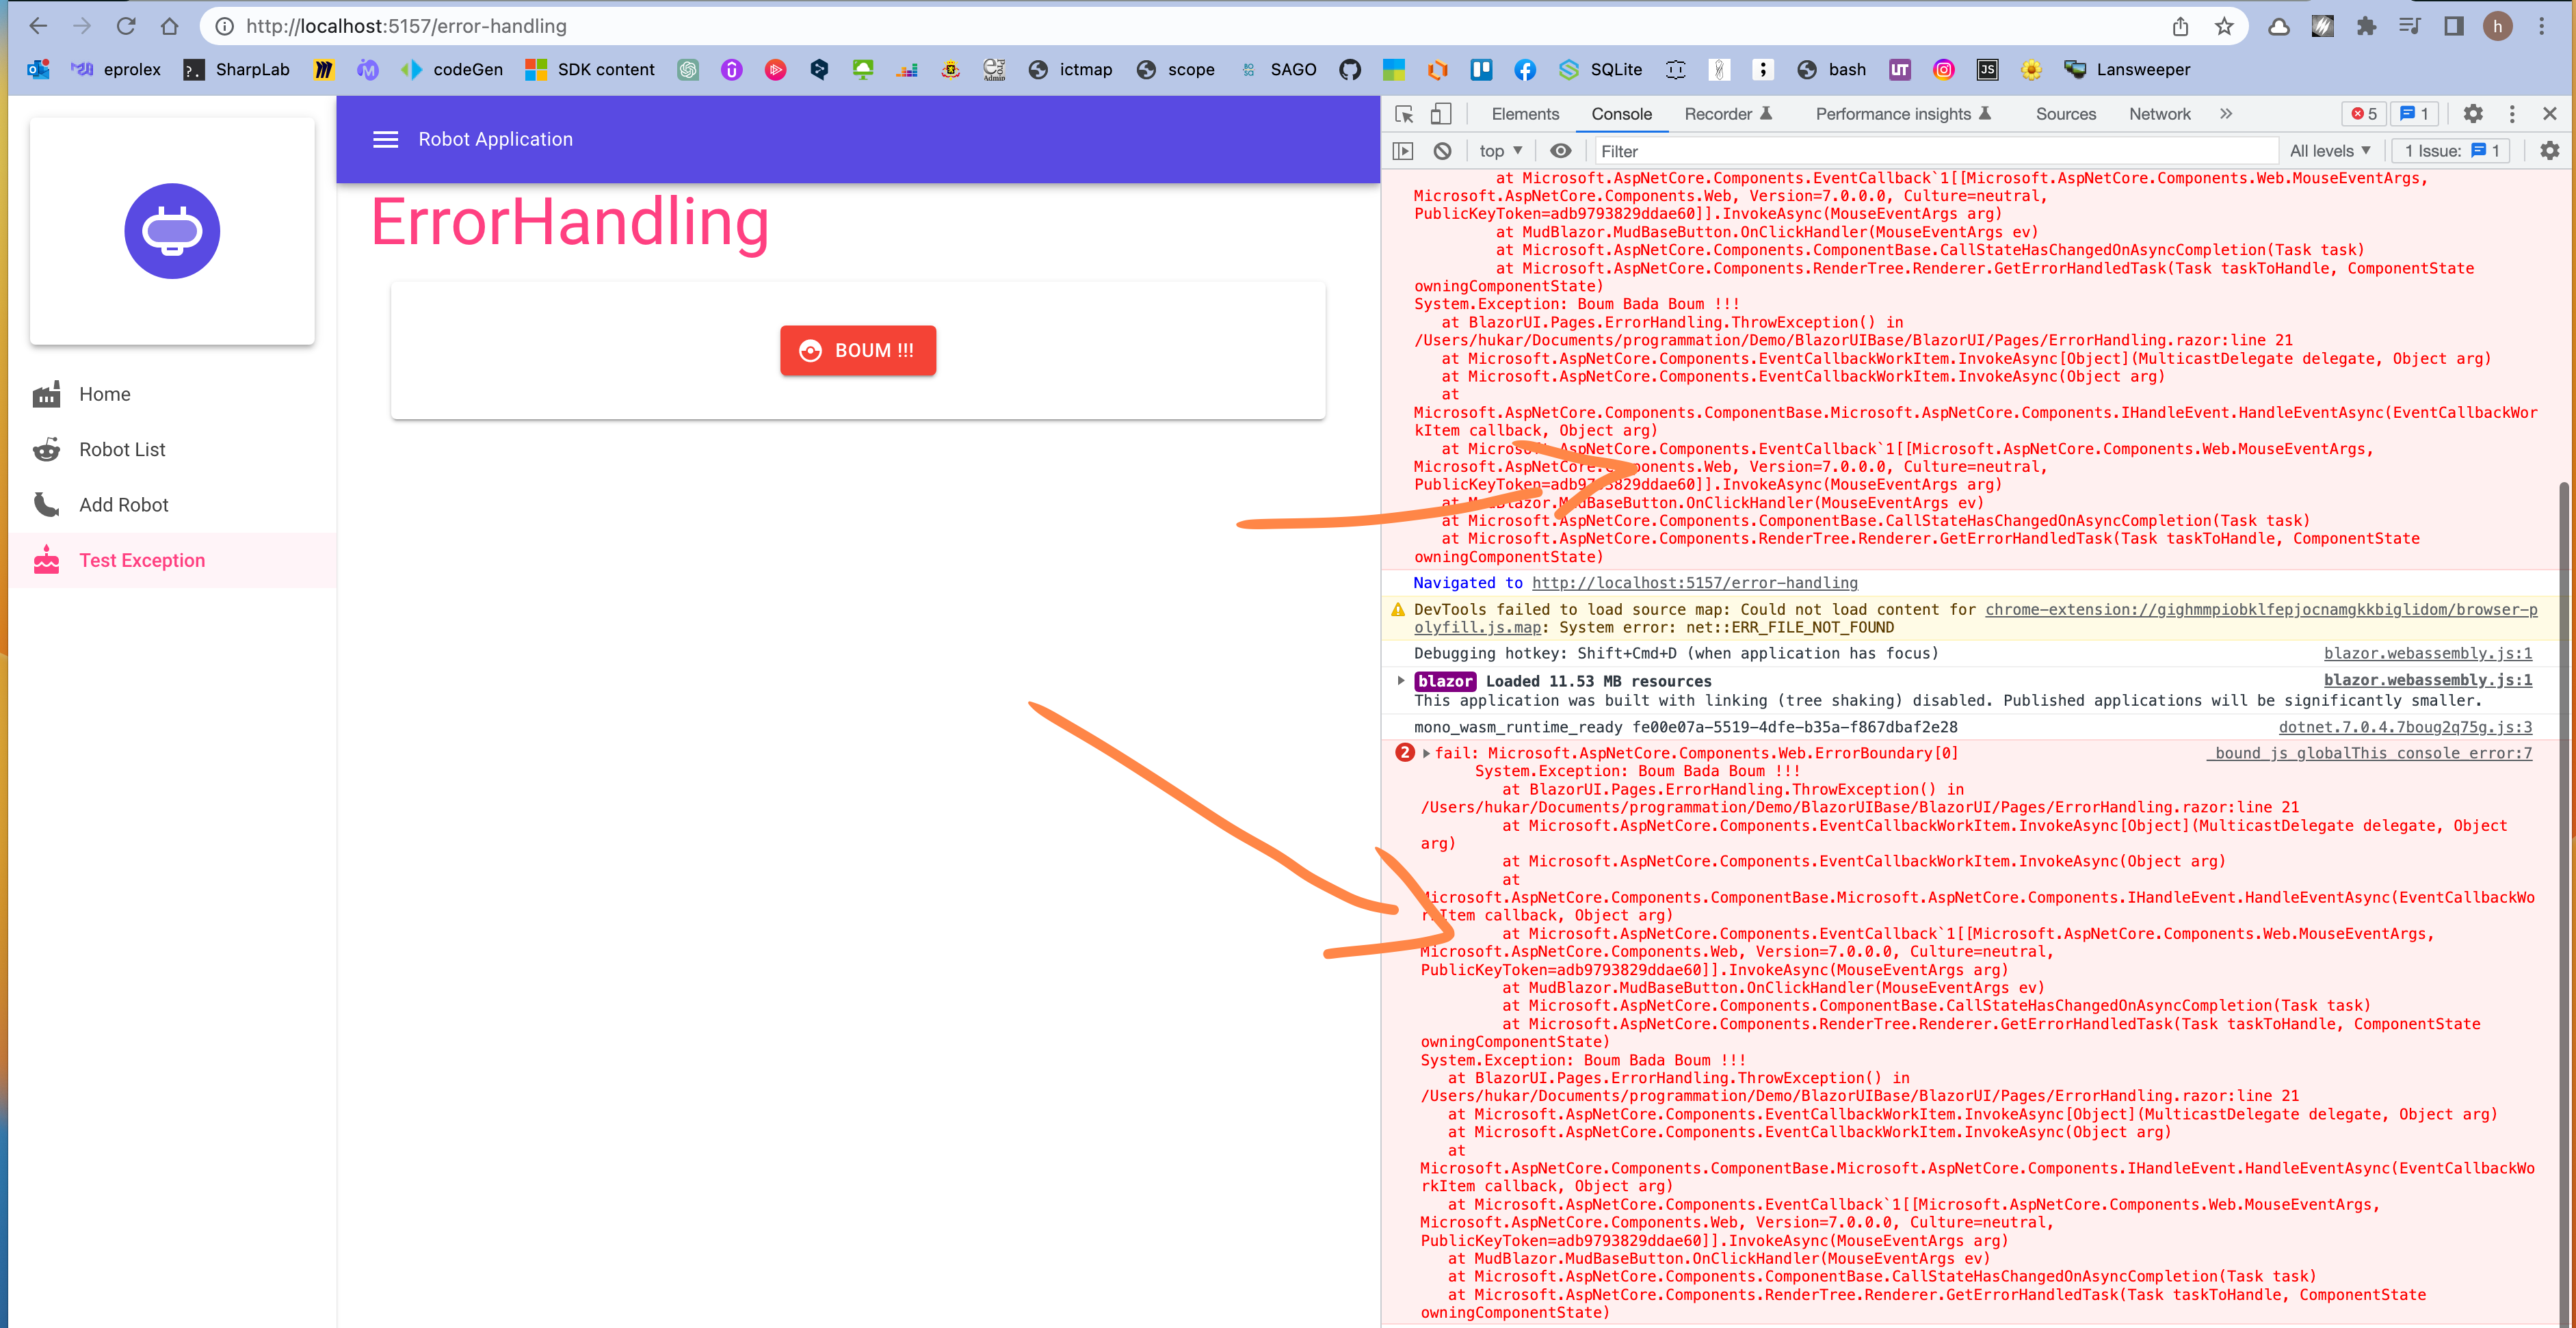 http://localhost:5157/error-handling
eprolex
SharpLab
codeGen
SDK content
ictmap
scope
SAGO
SQLite
bash
UT
JS
Lansweeper
Robot Application
ErrorHandling
BOUM !!!
Home
Robot List
Add Robot
Test Exception
Elements Console Recorder Performance insights Sources Network 5 1
top Filter All levels 1 Issue: 1
at Microsoft.AspNetCore.Components.EventCallback`1[[Microsoft.AspNetCore.Components.Web.MouseEventArgs,
Microsoft.AspNetCore.Components.Web, Version=7.0.0.0, Culture=neutral,
PublicKeyToken=adb9793829ddae60]].InvokeAsync(MouseEventArgs arg)
at MudBlazor.MudBaseButton.OnClickHandler(MouseEventArgs ev)
at Microsoft.AspNetCore.Components.ComponentBase.CallStateHasChangedOnAsyncCompletion(Task task)
at Microsoft.AspNetCore.Components.RenderTree.Renderer.GetErrorHandledTask(Task taskToHandle, ComponentState
owningComponentState)
System.Exception: Boum Bada Boum !!!
at BlazorUI.Pages.ErrorHandling.ThrowException() in
/Users/hukar/Documents/programmation/Demo/BlazorUIBase/BlazorUI/Pages/ErrorHandling.razor:line 21
at Microsoft.AspNetCore.Components.EventCallbackWorkItem.InvokeAsync[Object](MulticastDelegate delegate, Object arg)
at Microsoft.AspNetCore.Components.EventCallbackWorkItem.InvokeAsync(Object arg)
at
Microsoft.AspNetCore.Components.ComponentBase.Microsoft.AspNetCore.Components.IHandleEvent.HandleEventAsync(EventCallbackWor
kItem callback, Object arg)
at Microsoft.AspNetCore.Components.EventCallback`1[[Microsoft.AspNetCore.Components.Web.MouseEventArgs,
Microsoft.AspNetCore.Components.Web, Version=7.0.0.0, Culture=neutral,
PublicKeyToken=adb9793829ddae60]].InvokeAsync(MouseEventArgs arg)
at MudBlazor.MudBaseButton.OnClickHandler(MouseEventArgs ev)
at Microsoft.AspNetCore.Components.ComponentBase.CallStateHasChangedOnAsyncCompletion(Task task)
at Microsoft.AspNetCore.Components.RenderTree.Renderer.GetErrorHandledTask(Task taskToHandle, ComponentState
owningComponentState)
Navigated to http://localhost:5157/error-handling
DevTools failed to load source map: Could not load content for chrome-extension://gighmmpiobklfepjocnamgkkbiglidom/browser-p
olyfill.js.map: System error: net::ERR_FILE_NOT_FOUND
Debugging hotkey: Shift+Cmd+D (when application has focus) blazor.webassembly.js:1
blazor Loaded 11.53 MB resources blazor.webassembly.js:1
This application was built with linking (tree shaking) disabled. Published applications will be significantly smaller.
mono_wasm_runtime_ready fe00e07a-5519-4dfe-b35a-f867dbaf2e28 dotnet.7.0.4.7boug2q75g.js:3
2 fail: Microsoft.AspNetCore.Components.Web.ErrorBoundary[0] _bound_js_globalThis_console_error:7
System.Exception: Boum Bada Boum !!!
at BlazorUI.Pages.ErrorHandling.ThrowException() in
/Users/hukar/Documents/programmation/Demo/BlazorUIBase/BlazorUI/Pages/ErrorHandling.razor:line 21
at Microsoft.AspNetCore.Components.EventCallbackWorkItem.InvokeAsync[Object](MulticastDelegate delegate, Object
arg)
at Microsoft.AspNetCore.Components.EventCallbackWorkItem.InvokeAsync(Object arg)
at
Microsoft.AspNetCore.Components.ComponentBase.Microsoft.AspNetCore.Components.IHandleEvent.HandleEventAsync(EventCallbackWo
rkItem callback, Object arg)
at Microsoft.AspNetCore.Components.EventCallback`1[[Microsoft.AspNetCore.Components.Web.MouseEventArgs,
Microsoft.AspNetCore.Components.Web, Version=7.0.0.0, Culture=neutral,
PublicKeyToken=adb9793829ddae60]].InvokeAsync(MouseEventArgs arg)
at MudBlazor.MudBaseButton.OnClickHandler(MouseEventArgs ev)
at Microsoft.AspNetCore.Components.ComponentBase.CallStateHasChangedOnAsyncCompletion(Task task)
at Microsoft.AspNetCore.Components.RenderTree.Renderer.GetErrorHandledTask(Task taskToHandle, ComponentState
owningComponentState)
System.Exception: Boum Bada Boum !!!
at BlazorUI.Pages.ErrorHandling.ThrowException() in
/Users/hukar/Documents/programmation/Demo/BlazorUIBase/BlazorUI/Pages/ErrorHandling.razor:line 21
at Microsoft.AspNetCore.Components.EventCallbackWorkItem.InvokeAsync[Object](MulticastDelegate delegate, Object arg)
at Microsoft.AspNetCore.Components.EventCallbackWorkItem.InvokeAsync(Object arg)
at
Microsoft.AspNetCore.Components.ComponentBase.Microsoft.AspNetCore.Components.IHandleEvent.HandleEventAsync(EventCallbackWo
rkItem callback, Object arg)
at Microsoft.AspNetCore.Components.EventCallback`1[[Microsoft.AspNetCore.Components.Web.MouseEventArgs,
Microsoft.AspNetCore.Components.Web, Version=7.0.0.0, Culture=neutral,
PublicKeyToken=adb9793829ddae60]].InvokeAsync(MouseEventArgs arg)
at MudBlazor.MudBaseButton.OnClickHandler(MouseEventArgs ev)
at Microsoft.AspNetCore.Components.ComponentBase.CallStateHasChangedOnAsyncCompletion(Task task)
at Microsoft.AspNetCore.Components.RenderTree.Renderer.GetErrorHandledTask(Task taskToHandle, ComponentState
owningComponentState)